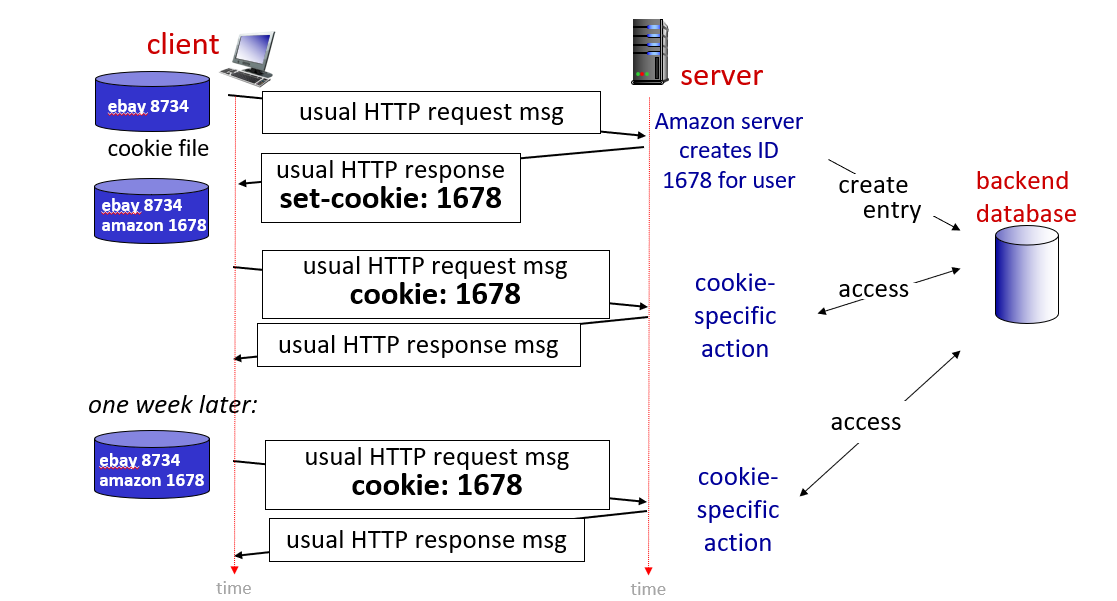 client
server
ebay 8734
cookie file
usual HTTP request msg
Amazon server
creates ID
1678 for user
usual HTTP response
set-cookie: 1678
create
entry
backend
database
ebay 8734
amazon 1678
usual HTTP request msg
cookie: 1678
cookie-
specific
action
access
usual HTTP response msg
one week later:
ebay 8734
amazon 1678
access
usual HTTP request msg
cookie: 1678
cookie-
specific
action
usual HTTP response msg
time
time